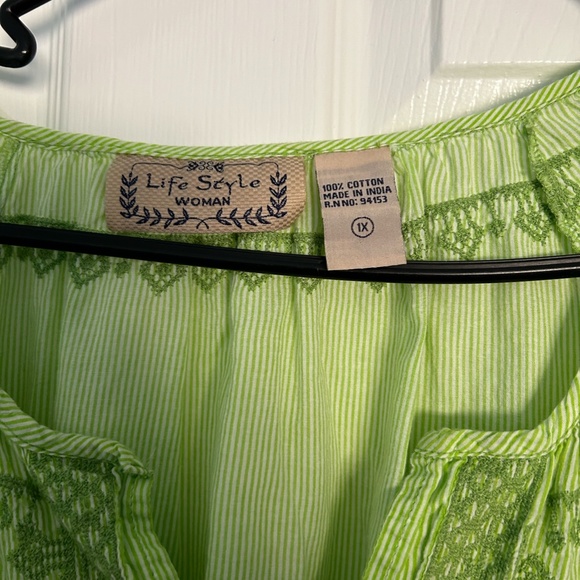 Life Style
WOMAN
100% COTTON
MADE IN INDIA
R.N NO: 94153
1X